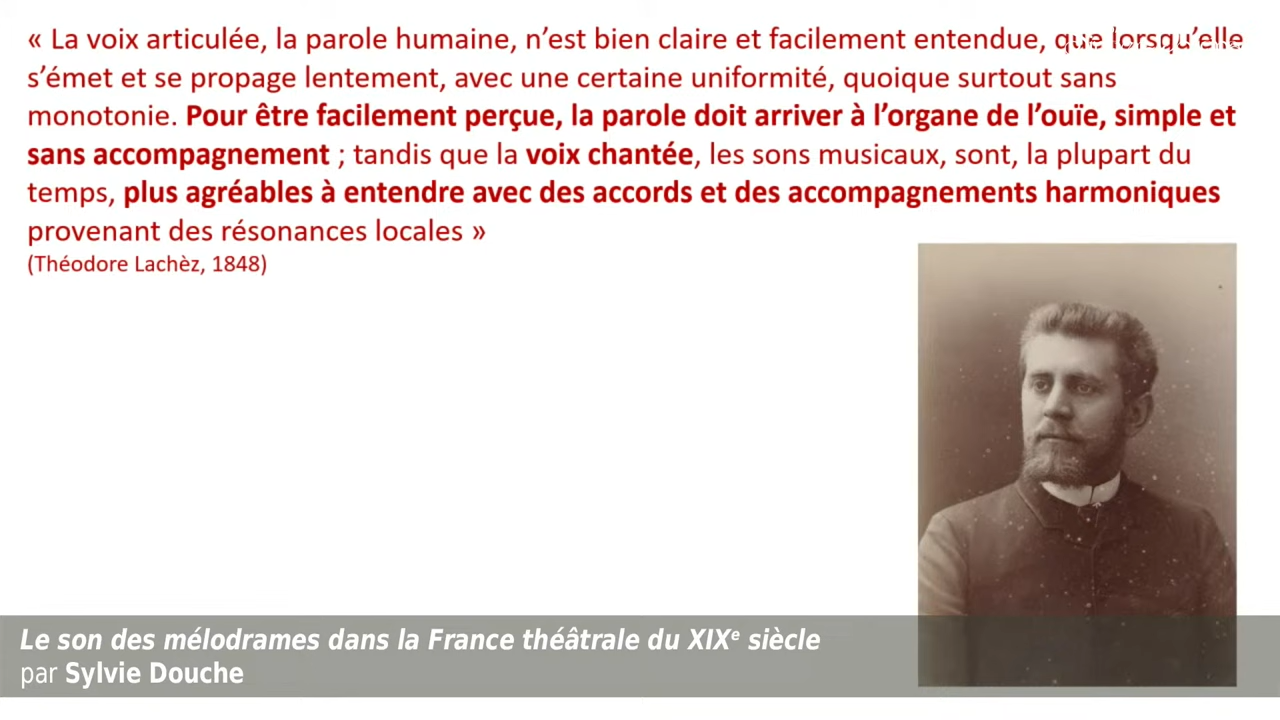 « La voix articulée, la parole humaine, n'est bien claire et facilement entendue, que lorsqu'elle
s'émet et se propage lentement, avec une certaine uniformité, quoique surtout sans
monotonie. Pour être facilement perçue, la parole doit arriver à l'organe de l'ouïe, simple et
sans accompagnement ; tandis que la voix chantée, les sons musicaux, sont, la plupart du
temps, plus agréables à entendre avec des accords et des accompagnements harmoniques
provenant des résonances locales »
(Théodore Lachèz, 1848)
Le son des mélodrames dans la France théâtrale du XIXe siècle
par Sylvie Douche